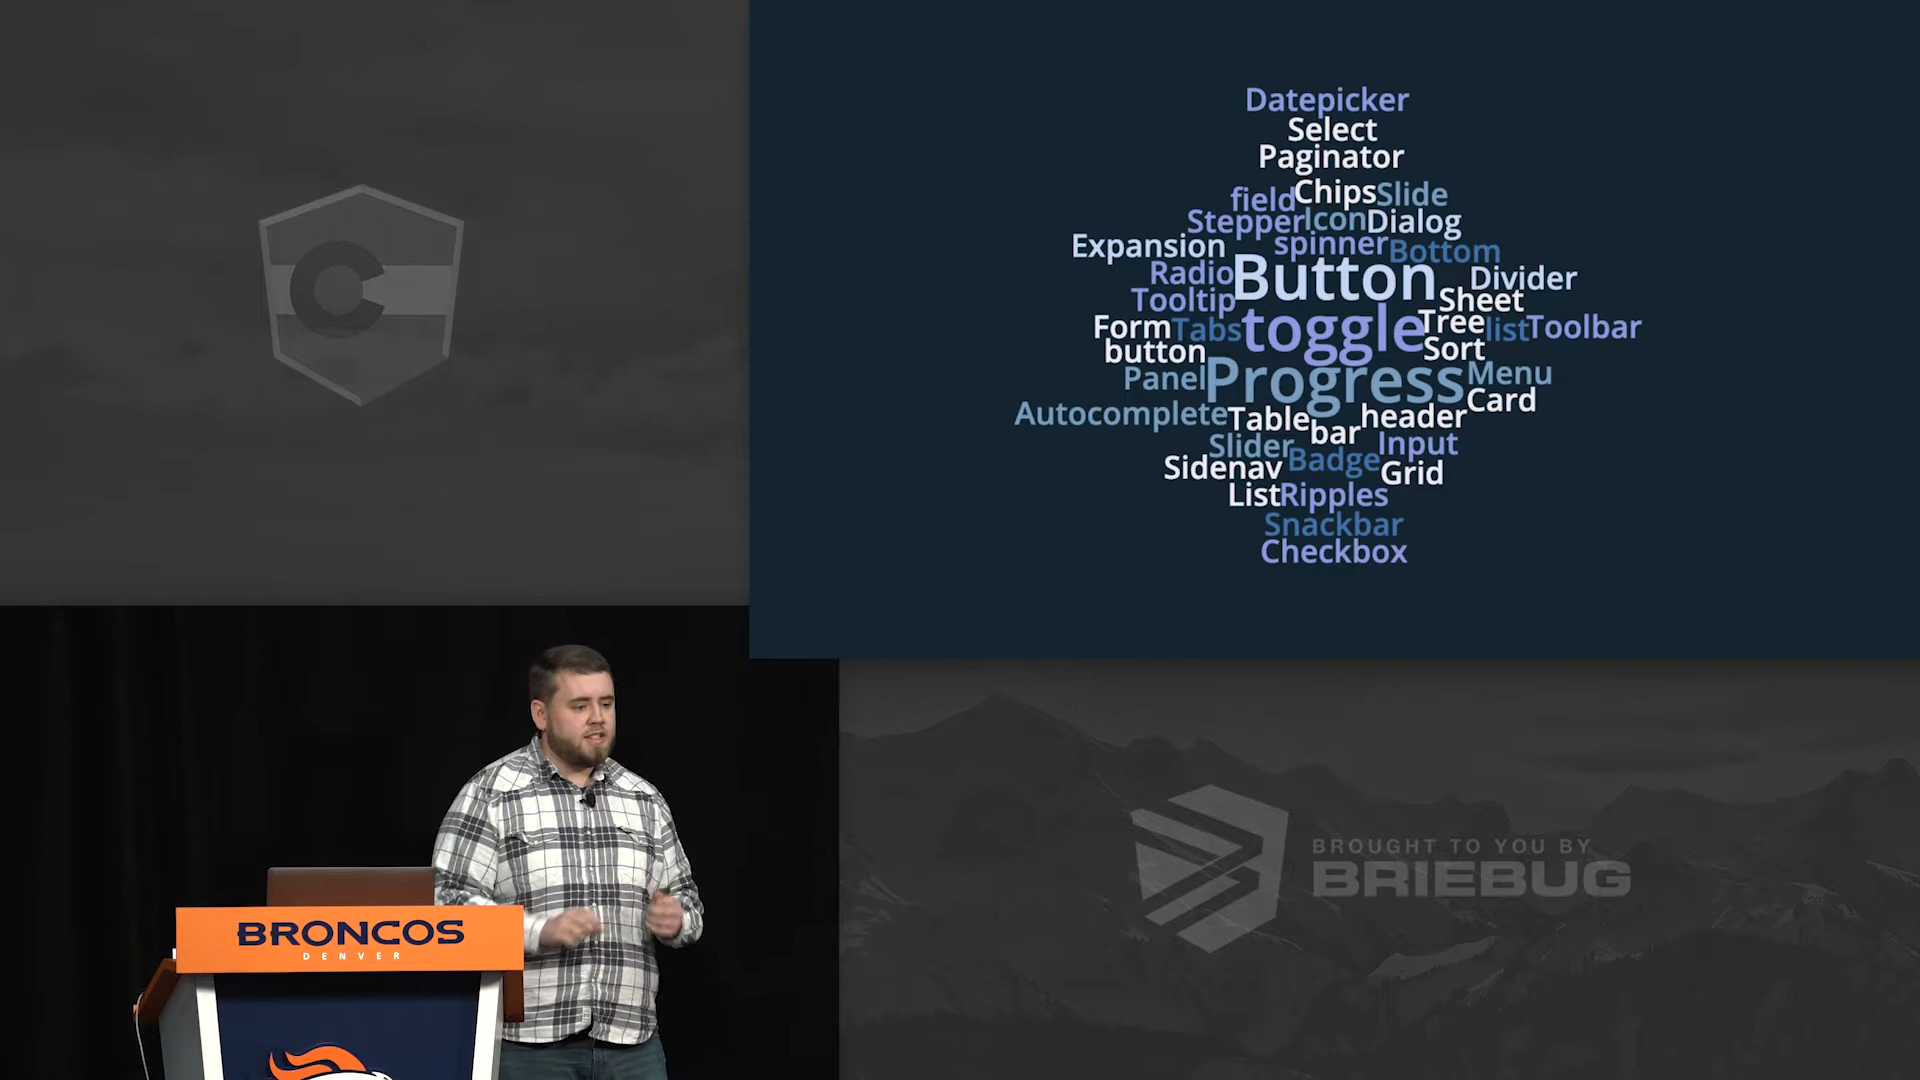 Datepicker
Select
Paginator
field Chips Slide
Stepper Icon Dialog
Expansion spinner Bottom
Radio Button Divider
Tooltip Sheet
Form Tabs toggle Tree list Toolbar
button Sort
Panel Progress Menu
Card
Autocomplete Table bar header
Slider Input
Sidenav Badge Grid
List Ripples
Snackbar
Checkbox
BROUGHT TO YOU BY
BRIEBUG
BRONCOS
DENVER